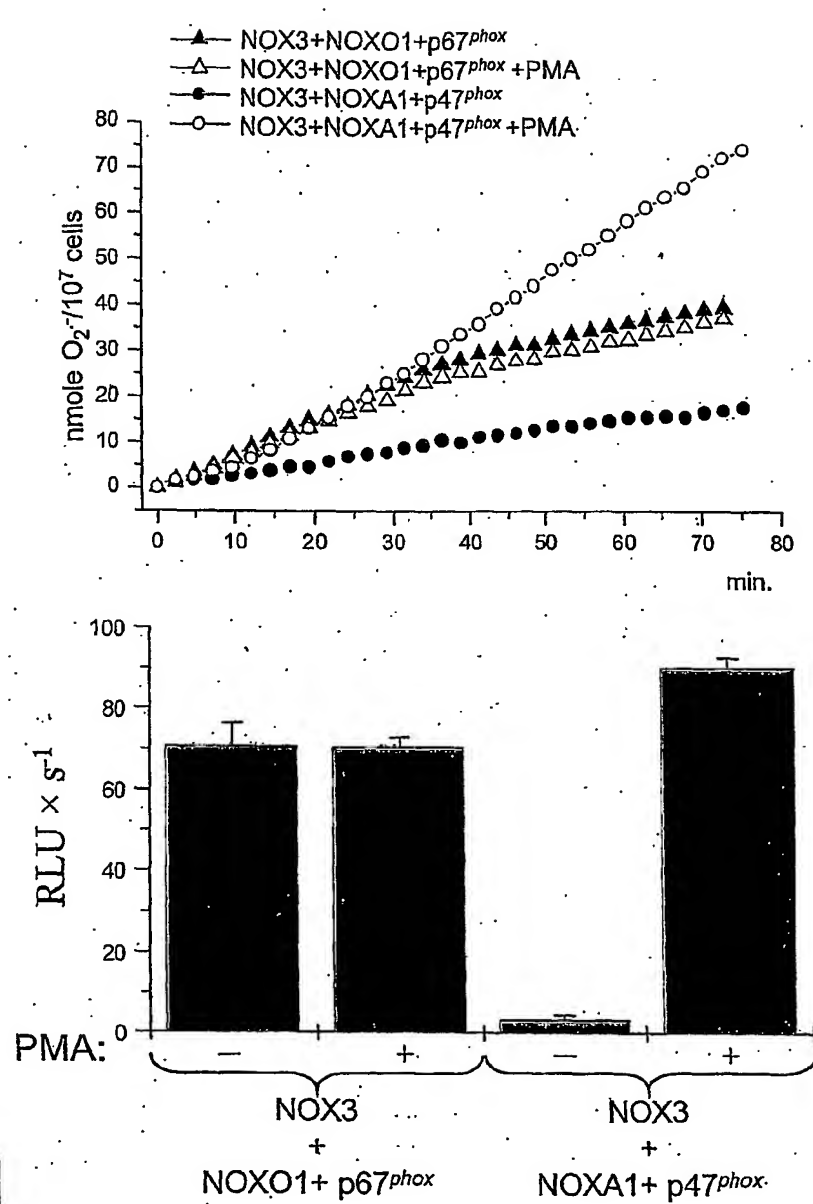 NOX3+NOXO1+p67phox
NOX3+NOXO1+p67phox +PMA
NOX3+NOXA1+p47phox
NOX3+NOXA1+p47phox +PMA
80
70
60
50
40
30
20
10
0
nmole O2-/10^7 cells
0 10 20 30 40 50 60 70 80
min.
100
80
60
40
20
0
RLU × s-1
PMA: − + − +
NOX3 NOX3
+ +
NOXO1+ p67phox NOXA1+ p47phox